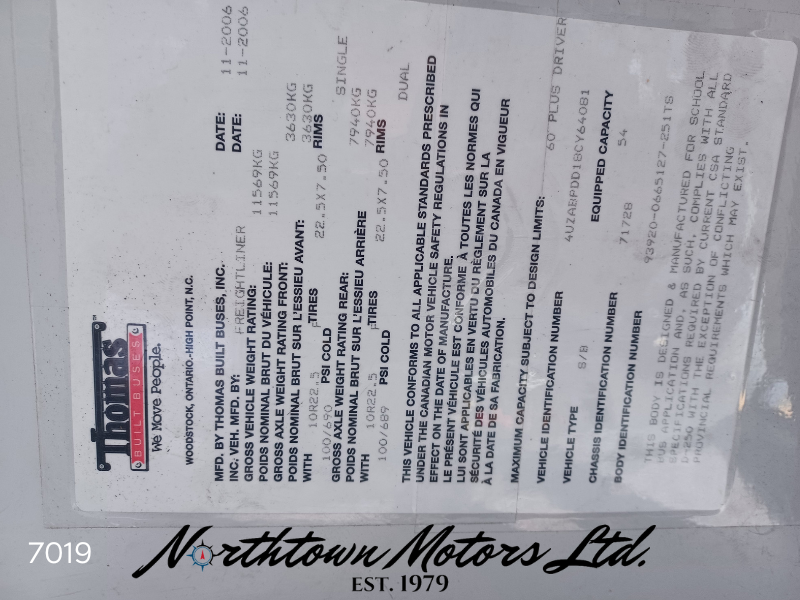 Thomas
BUILT BUSES
We Move People.
WOODSTOCK, ONTARIO.-HIGH POINT, N.C.
MFD. BY THOMAS BUILT BUSES, INC. DATE: 11-2006
INC. VEH. MFD. BY: FREIGHTLINER DATE: 11-2006
GROSS VEHICLE WEIGHT RATING: 11569KG
POIDS NOMINAL BRUT DU VÉHICULE: 11569KG
GROSS AXLE WEIGHT RATING FRONT: 3630KG
POIDS NOMINAL BRUT SUR L'ESSIEU AVANT: 3630KG
WITH 10R22.5 TIRES 22.5X7.50 RIMS
100/690 PSI COLD SINGLE
GROSS AXLE WEIGHT RATING REAR: 7940KG
POIDS NOMINAL BRUT SUR L'ESSIEU ARRIÈRE 7940KG
WITH 10R22.5 TIRES 22.5X7.50 RIMS
100/689 PSI COLD DUAL
THIS VEHICLE CONFORMS TO ALL APPLICABLE STANDARDS PRESCRIBED
UNDER THE CANADIAN MOTOR VEHICLE SAFETY REGULATIONS IN
EFFECT ON THE DATE OF MANUFACTURE.
LE PRÉSENT VÉHICULE EST CONFORME À TOUTES LES NORMES QUI
LUI SONT APPLICABLES EN VERTU DU RÈGLEMENT SUR LA
SÉCURITÉ DES VÉHICULES AUTOMOBILES DU CANADA EN VIGUEUR
À LA DATE DE SA FABRICATION.
MAXIMUM CAPACITY SUBJECT TO DESIGN LIMITS: 60 PLUS DRIVER
VEHICLE IDENTIFICATION NUMBER 4UZABPDD18CY64081
VEHICLE TYPE S/B EQUIPPED CAPACITY 54
CHASSIS IDENTIFICATION NUMBER 71728
BODY IDENTIFICATION NUMBER 93920-0665127-251TS
THIS BODY IS DESIGNED & MANUFACTURED FOR SCHOOL
BUS APPLICATION AND, AS SUCH, COMPLIES WITH ALL
SPECIFICATIONS REQUIRED BY CURRENT CSA STANDARD
D-250 WITH THE EXCEPTION OF CONFLICTING
PROVINCIAL REQUIREMENTS WHICH MAY EXIST.
7019
Northtown Motors Ltd.
EST. 1979